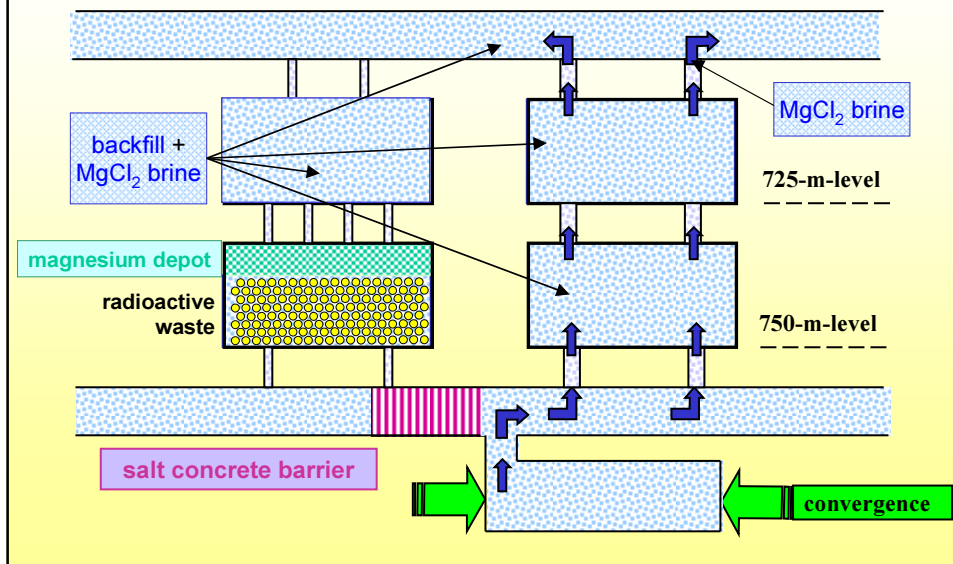 backfill +
MgCl₂ brine
MgCl₂ brine
725-m-level
magnesium depot
radioactive
waste
750-m-level
salt concrete barrier
convergence